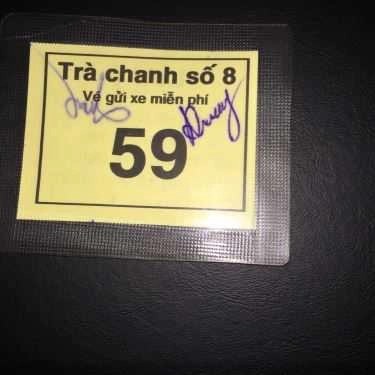 Trà chanh số 8
Vé gửi xe miễn phí
59